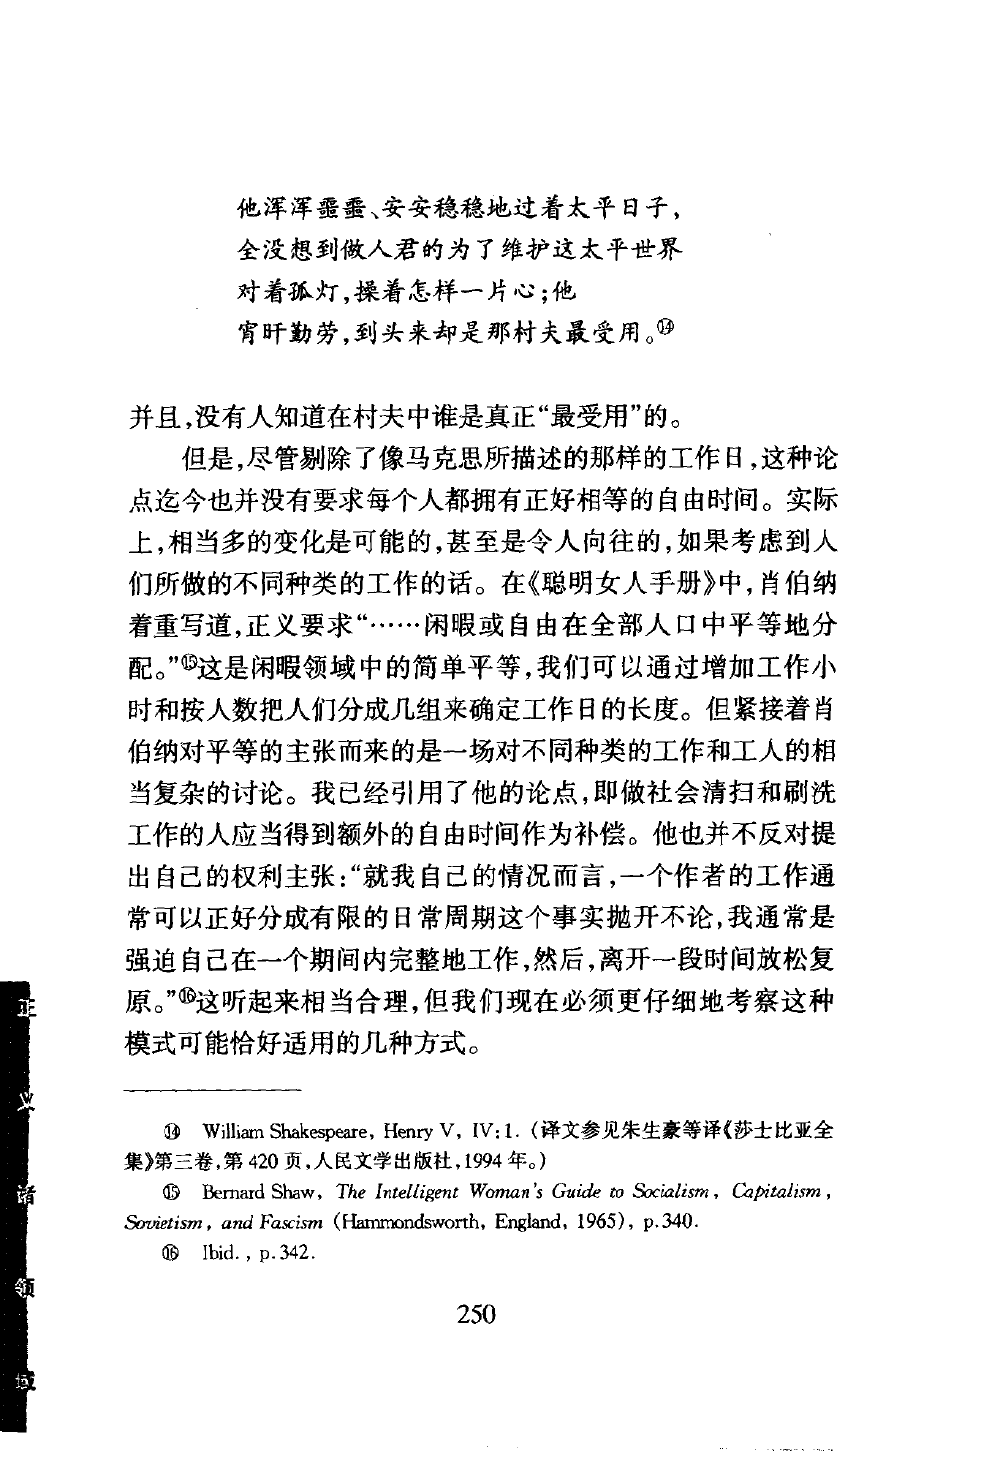 他浑浑噩噩、安安稳稳地过着太平日子，
全没想到做人君的为了维护这太平世界
对着孤灯，操着怎样一片心；他
宵旰勤劳，到头来却是那村夫最受用。⑭
并且，没有人知道在村夫中谁是真正“最受用”的。
但是，尽管剔除了像马克思所描述的那样的工作日，这种论
点迄今也并没有要求每个人都拥有正好相等的自由时间。实际
上，相当多的变化是可能的，甚至是令人向往的，如果考虑到人
们所做的不同种类的工作的话。在《聪明女人手册》中，肖伯纳
着重写道，正义要求“……闲暇或自由在全部人口中平等地分
配。”⑮这是闲暇领域中的简单平等，我们可以通过增加工作小
时和按人数把人们分成几组来确定工作日的长度。但紧接着肖
伯纳对平等的主张而来的是一场对不同种类的工作和工人的相
当复杂的讨论。我已经引用了他的论点，即做社会清扫和刷洗
工作的人应当得到额外的自由时间作为补偿。他也并不反对提
出自己的权利主张：“就我自己的情况而言，一个作者的工作通
常可以正好分成有限的日常周期这个事实抛开不论，我通常是
强迫自己在一个期间内完整地工作，然后，离开一段时间放松复
原。”⑯这听起来相当合理，但我们现在必须更仔细地考察这种
模式可能恰好适用的几种方式。
⑭ William Shakespeare, Henry V, IV:1.（译文参见朱生豪等译《莎士比亚全
集》第三卷，第 420 页，人民文学出版社，1994 年。）
⑮ Bernard Shaw, The Intelligent Woman's Guide to Socialism, Capitalism,
Sovietism, and Fascism (Hammondsworth, England, 1965), p.340.
⑯ Ibid., p.342.
250
正
义
诸
领
域